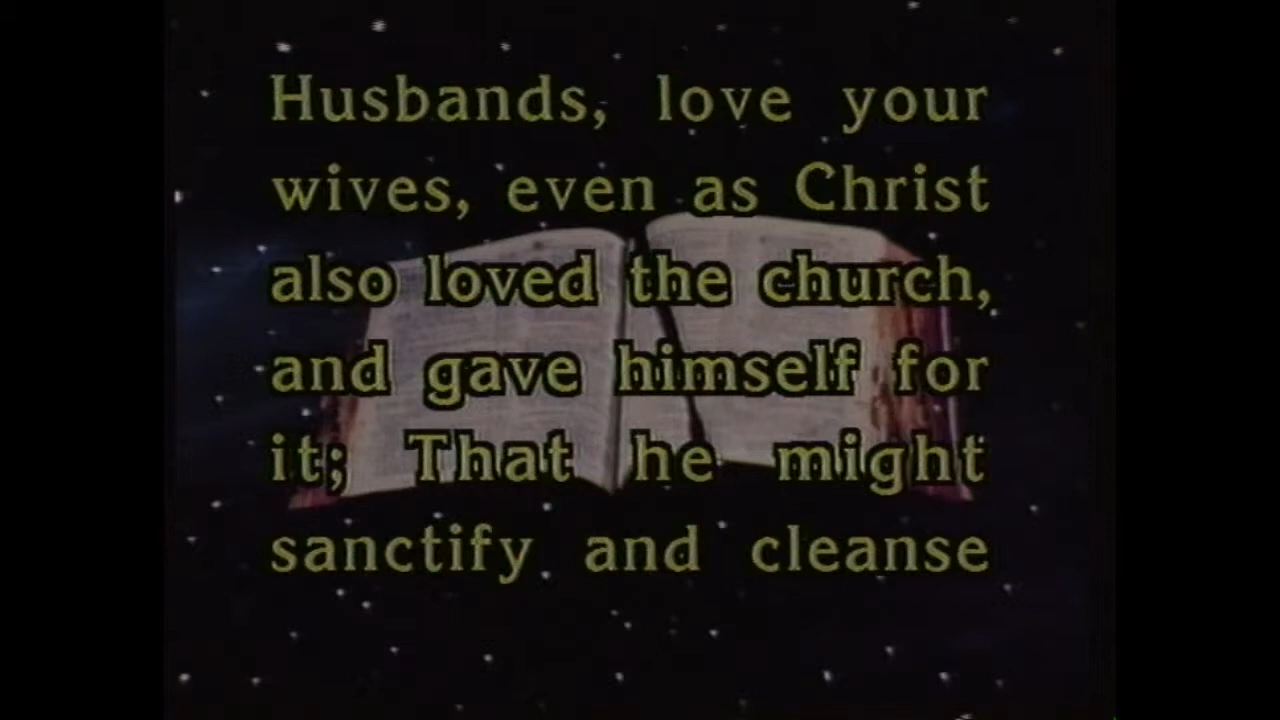 Husbands, love your
wives, even as Christ
also loved the church,
and gave himself for
it; That he might
sanctify and cleanse